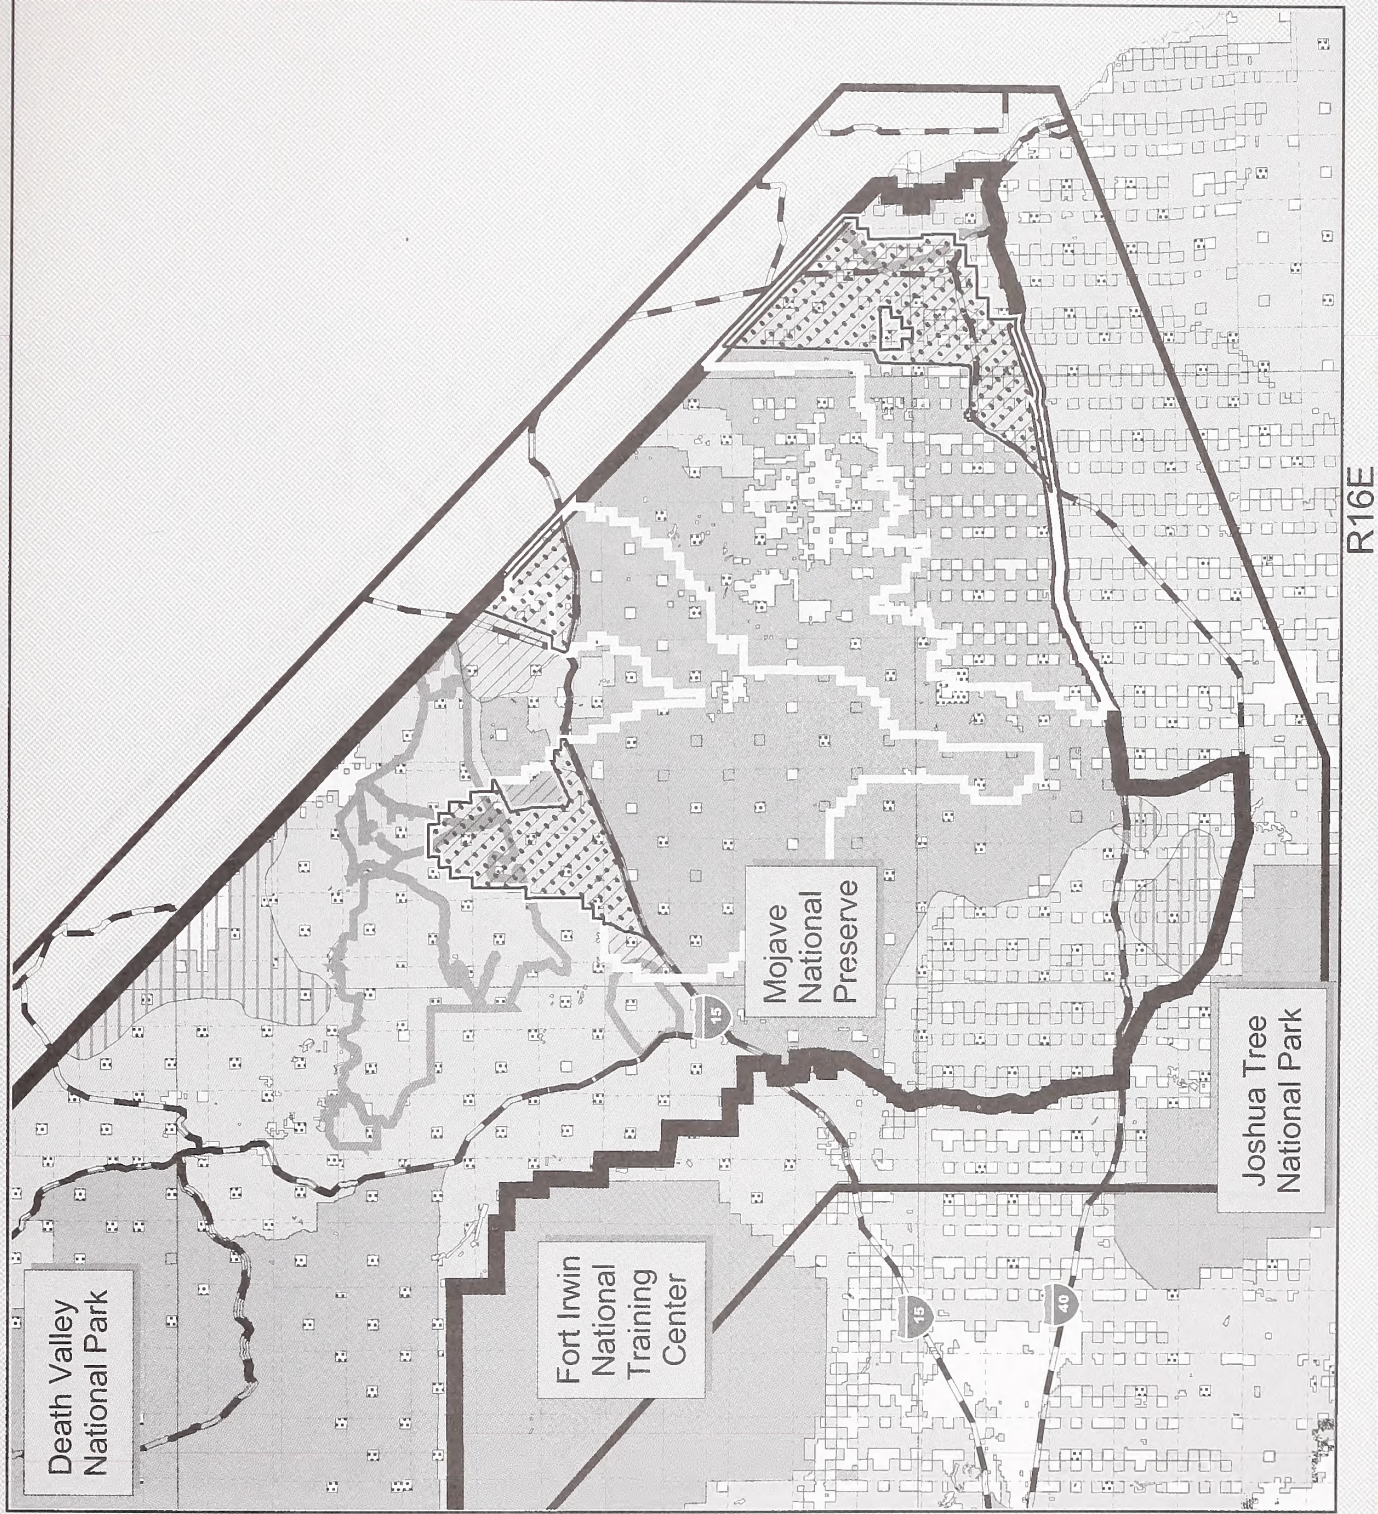 Death Valley
National Park
Fort Irwin
National
Training
Center
Mojave
National
Preserve
Joshua Tree
National Park
15
15
40
R16E